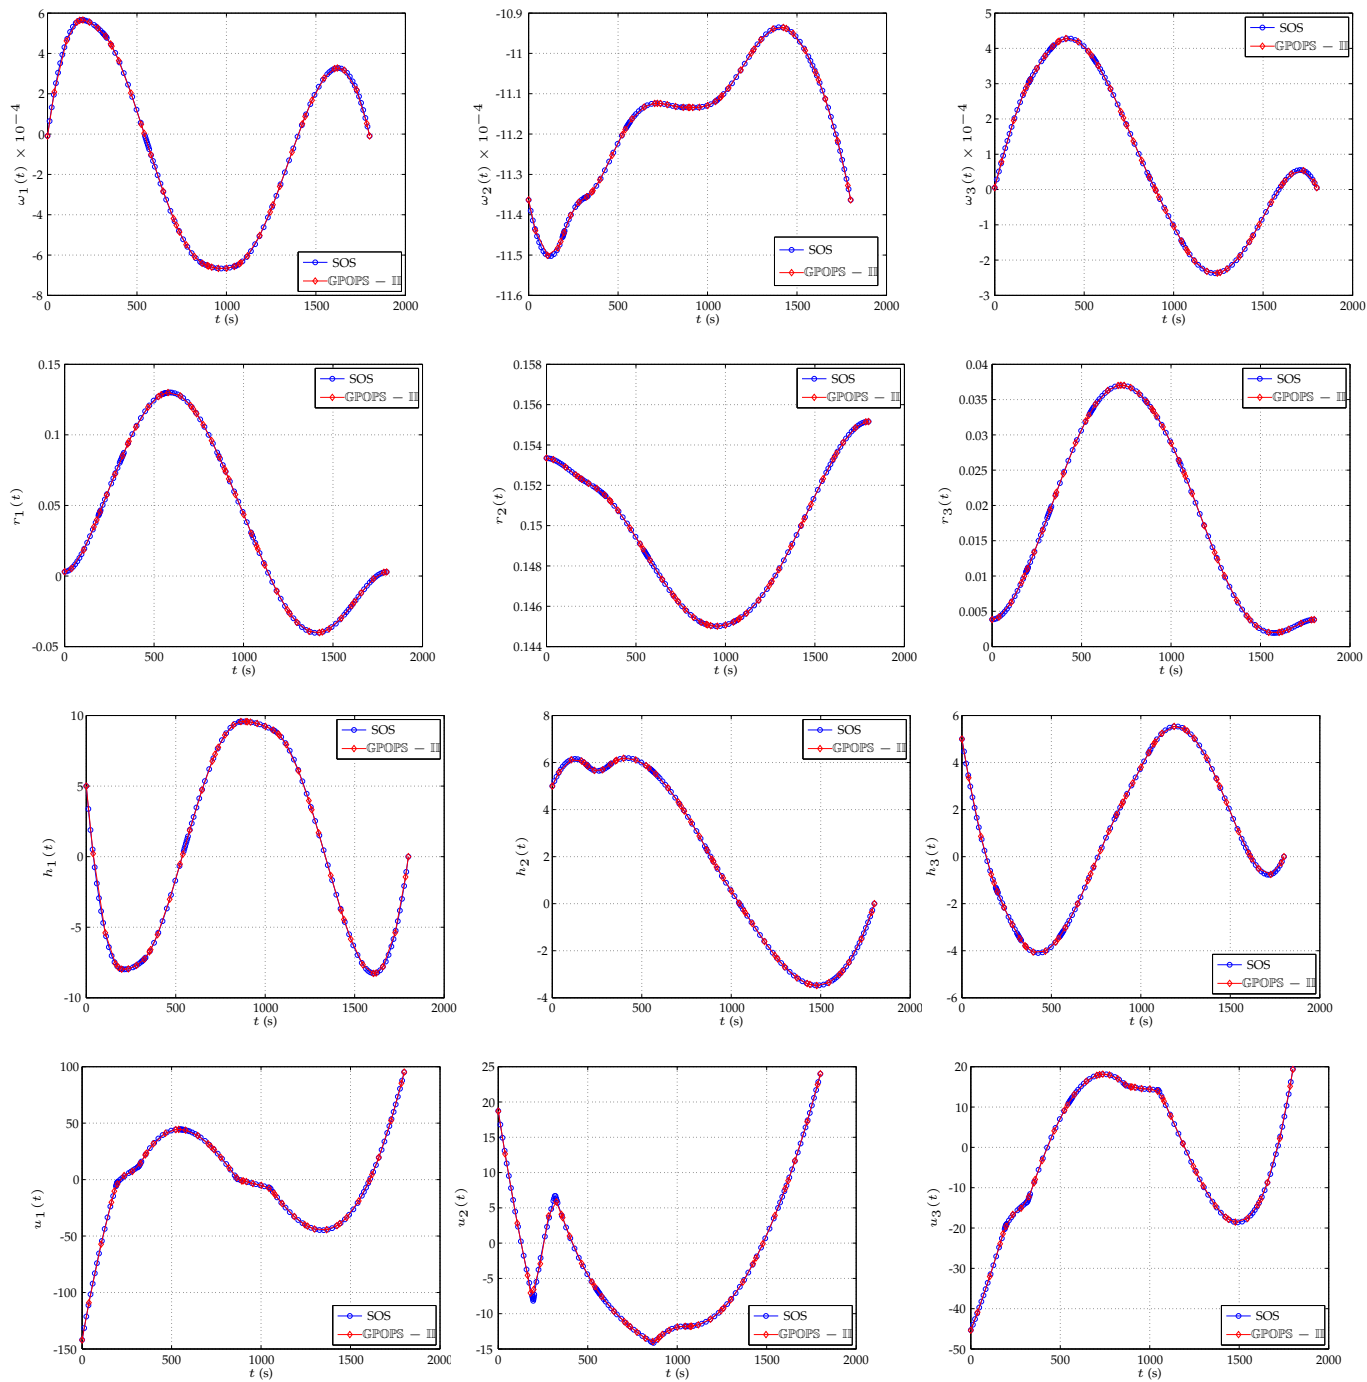 6
4
2
0
-2
-4
-6
-8
ω1(t) × 10−4
SOS
GPOPS − II
0 500 1000 1500 2000
t (s)
-10.9
-11
-11.1
-11.2
-11.3
-11.4
-11.5
-11.6
ω2(t) × 10−4
SOS
GPOPS − II
0 500 1000 1500 2000
t (s)
5
4
3
2
1
0
-1
-2
-3
ω3(t) × 10−4
SOS
GPOPS − II
0 500 1000 1500 2000
t (s)
0.15
0.1
0.05
0
-0.05
r1(t)
SOS
GPOPS − II
0 500 1000 1500 2000
t (s)
0.158
0.156
0.154
0.152
0.15
0.148
0.146
0.144
r2(t)
SOS
GPOPS − II
0 500 1000 1500 2000
t (s)
0.04
0.035
0.03
0.025
0.02
0.015
0.01
0.005
0
r3(t)
SOS
GPOPS − II
0 500 1000 1500 2000
t (s)
10
5
0
-5
-10
h1(t)
SOS
GPOPS − II
0 500 1000 1500 2000
t (s)
8
6
4
2
0
-2
-4
h2(t)
SOS
GPOPS − II
0 500 1000 1500 2000
t (s)
6
4
2
0
-2
-4
-6
h3(t)
SOS
GPOPS − II
0 500 1000 1500 2000
t (s)
100
50
0
-50
-100
-150
u1(t)
SOS
GPOPS − II
0 500 1000 1500 2000
t (s)
25
20
15
10
5
0
-5
-10
-15
u2(t)
SOS
GPOPS − II
0 500 1000 1500 2000
t (s)
20
10
0
-10
-20
-30
-40
-50
u3(t)
SOS
GPOPS − II
0 500 1000 1500 2000
t (s)